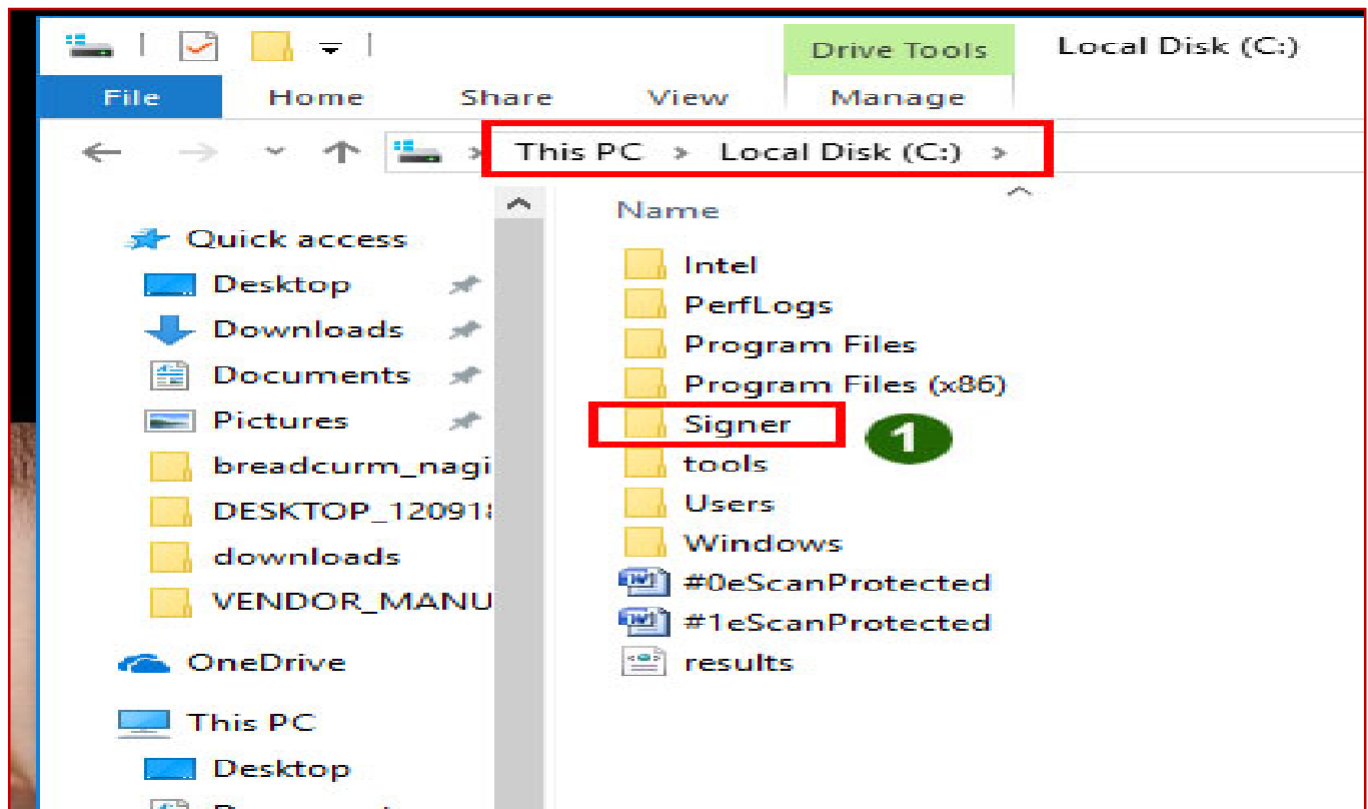 Drive Tools Local Disk (C:)
File Home Share View Manage
This PC > Local Disk (C:) >
Name
Quick access
Desktop
Downloads
Documents
Pictures
breadcurm_nagi
DESKTOP_12091
downloads
VENDOR_MANU
OneDrive
This PC
Desktop
Intel
PerfLogs
Program Files
Program Files (x86)
Signer
1
tools
Users
Windows
#0eScanProtected
#1eScanProtected
results